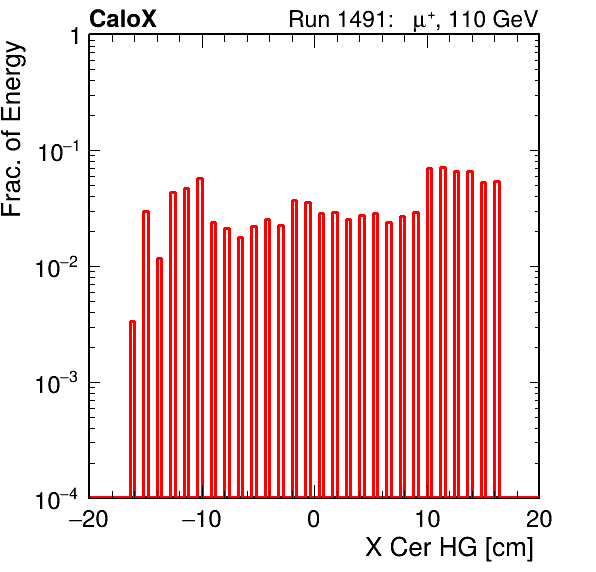 CaloX Run 1491: μ⁺, 110 GeV
Frac. of Energy
1
10⁻¹
10⁻²
10⁻³
10⁻⁴
−20 −10 0 10 20
X Cer HG [cm]